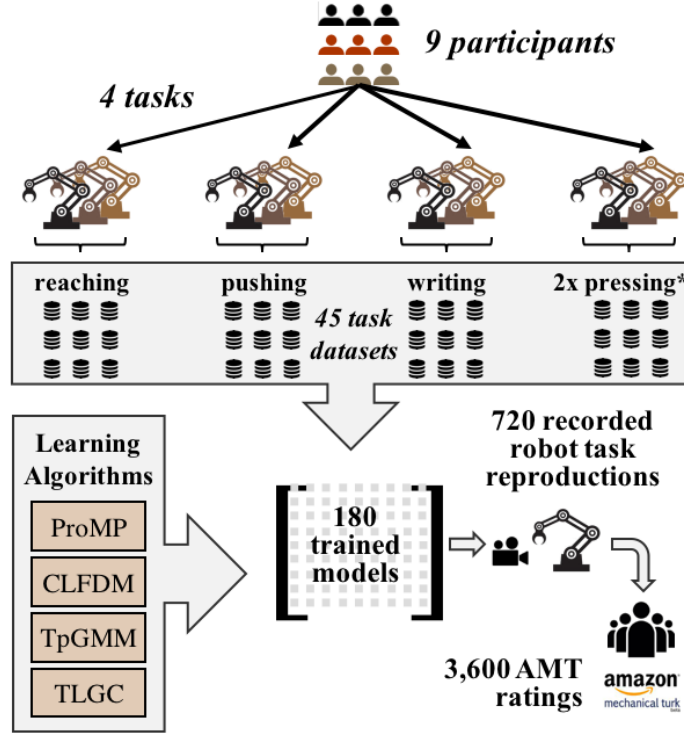 9 participants
4 tasks
reaching
pushing
writing
2x pressing*
45 task
datasets
Learning
Algorithms
ProMP
CLFDM
TpGMM
TLGC
180
trained
models
720 recorded
robot task
reproductions
3,600 AMT
ratings
amazon
mechanical turk
beta